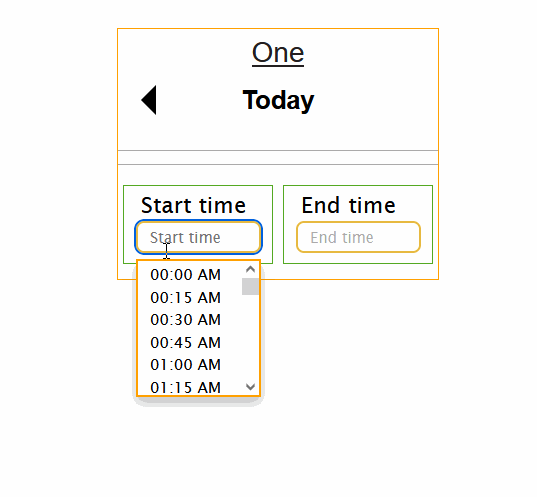 One
Today
Start time
End time
Start time
End time
00:00 AM
00:15 AM
00:30 AM
00:45 AM
01:00 AM
01:15 AM